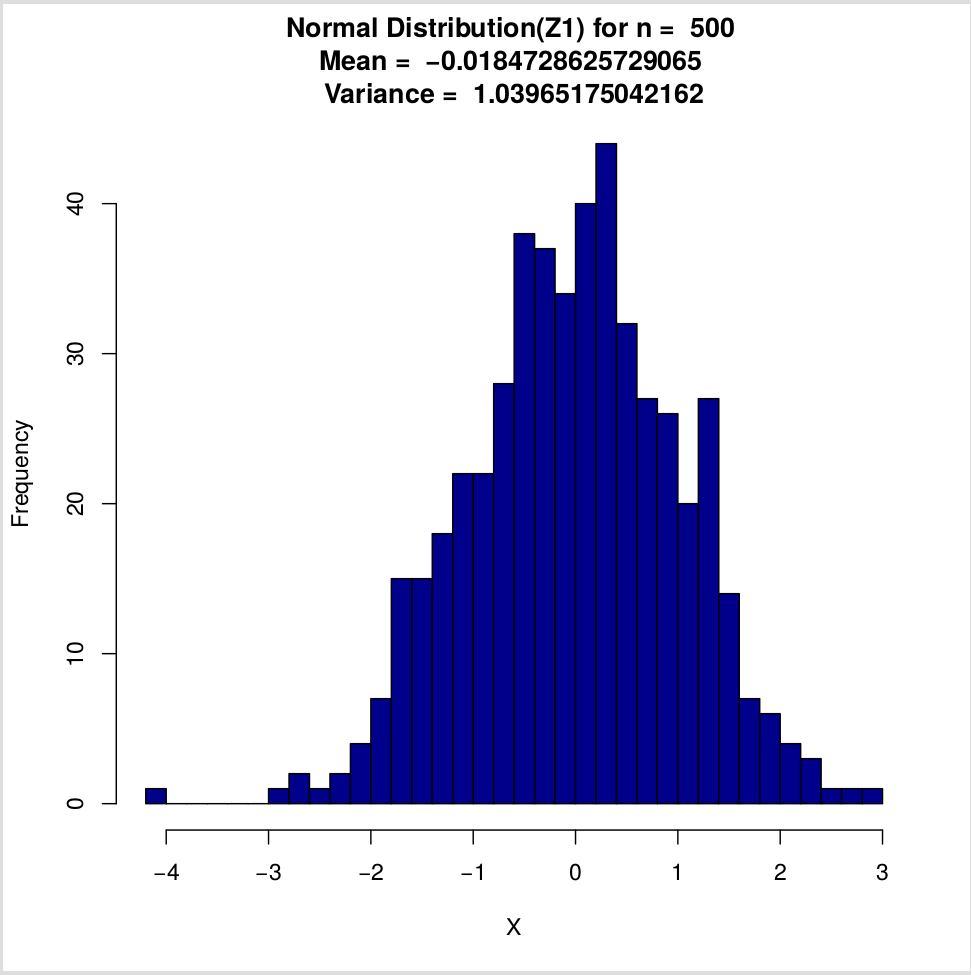 Normal Distribution(Z1) for n =  500
Mean =  −0.0184728625729065
Variance =  1.03965175042162
Frequency
40
30
20
10
0
−4 −3 −2 −1 0 1 2 3
X